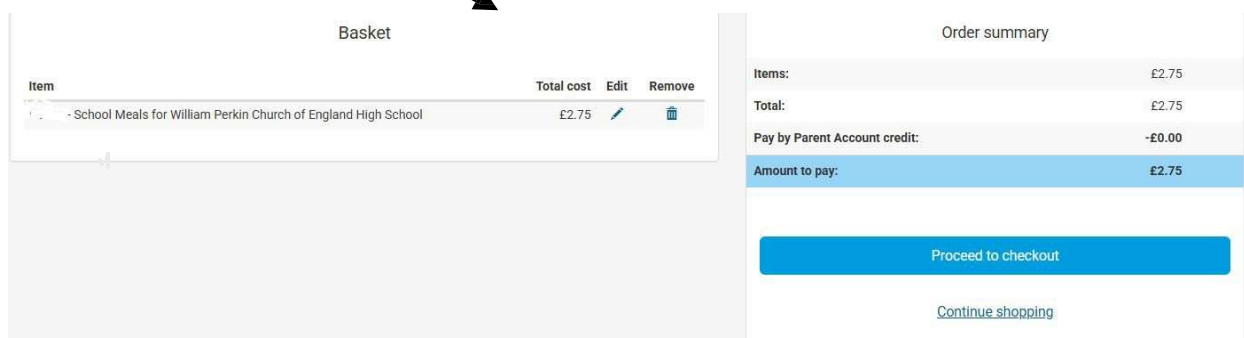 Basket
Item Total cost Edit Remove
- School Meals for William Perkin Church of England High School £2.75
Order summary
Items: £2.75
Total: £2.75
Pay by Parent Account credit: -£0.00
Amount to pay: £2.75
Proceed to checkout
Continue shopping